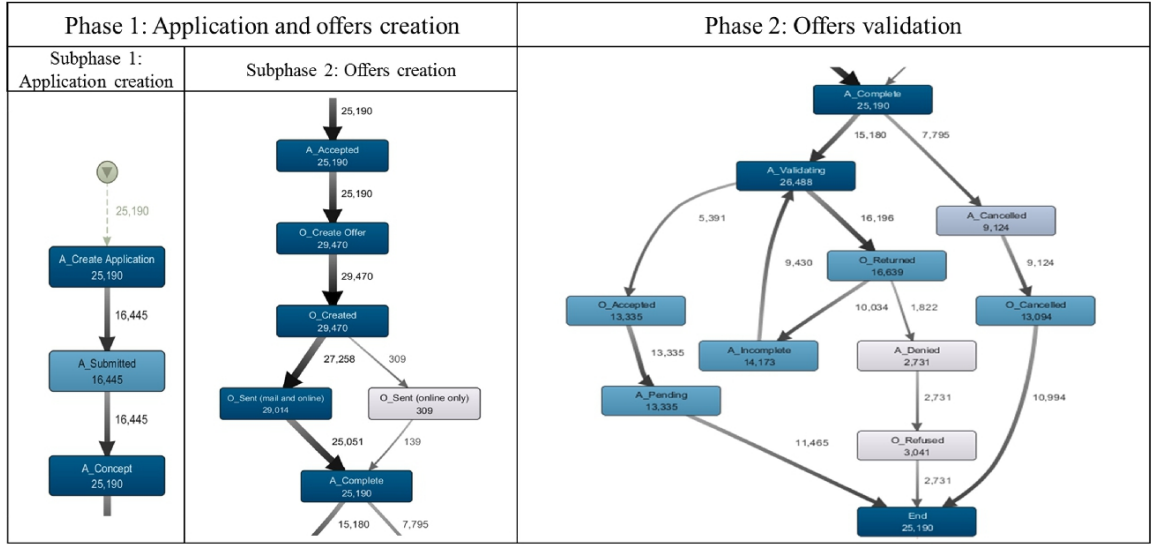 Phase 1: Application and offers creation
Phase 2: Offers validation
Subphase 1:
Application creation
Subphase 2: Offers creation
25,190
A_Create Application
25,190
16,445
A_Submitted
16,445
16,445
A_Concept
25,190
25,190
A_Accepted
25,190
25,190
O_Create Offer
29,470
29,470
O_Created
29,470
27,258
309
O_Sent (mail and online)
29,014
O_Sent (online only)
309
25,051
139
A_Complete
25,190
15,180
7,795
A_Complete
25,190
15,180
7,795
A_Validating
26,488
5,391
16,196
A_Cancelled
9,124
9,430
O_Returned
16,639
9,124
O_Accepted
13,335
10,034
1,822
O_Cancelled
13,094
13,335
A_Incomplete
14,173
A_Denied
2,731
A_Pending
13,335
2,731
10,994
11,465
O_Refused
3,041
2,731
End
25,190